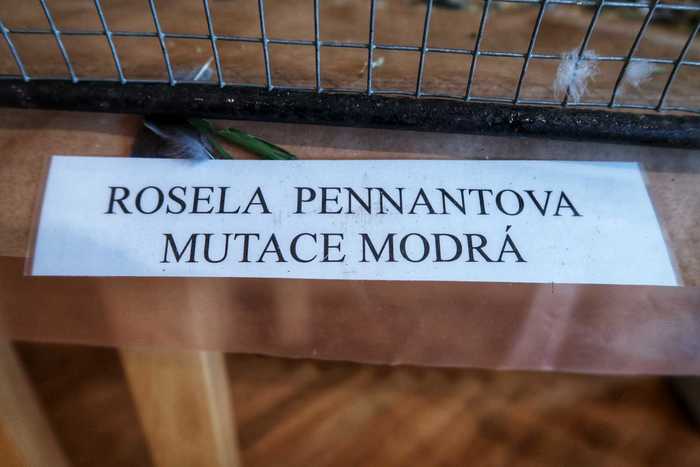 ROSELA PENNANTOVA
MUTACE MODRÁ